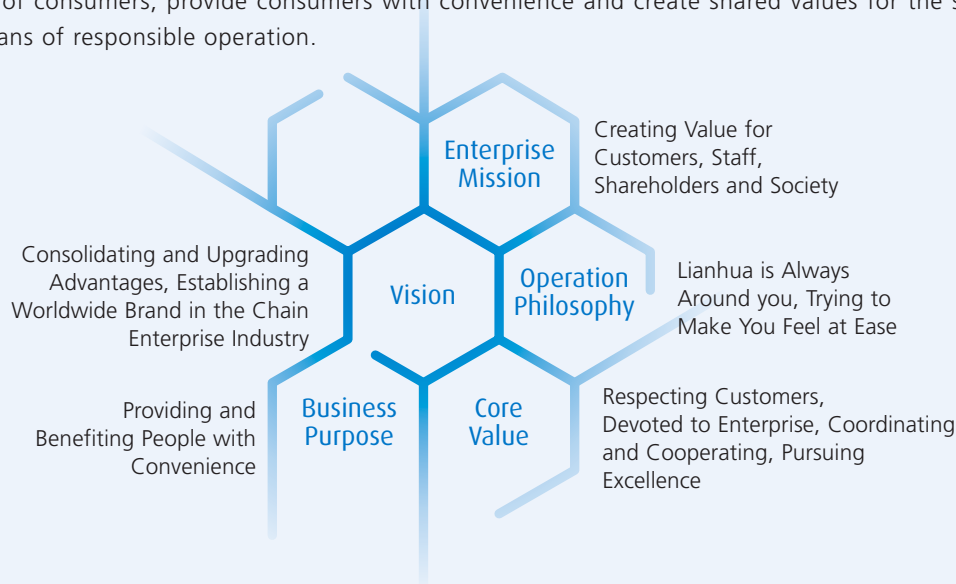 of consumers, provide consumers with convenience and create shared values for the
ans of responsible operation.
Enterprise
Mission
Creating Value for
Customers, Staff,
Shareholders and Society
Consolidating and Upgrading
Advantages, Establishing a
Worldwide Brand in the Chain
Enterprise Industry
Vision
Operation
Philosophy
Lianhua is Always
Around you, Trying to
Make You Feel at Ease
Providing and
Benefiting People with
Convenience
Business
Purpose
Core
Value
Respecting Customers,
Devoted to Enterprise, Coordinating
and Cooperating, Pursuing
Excellence